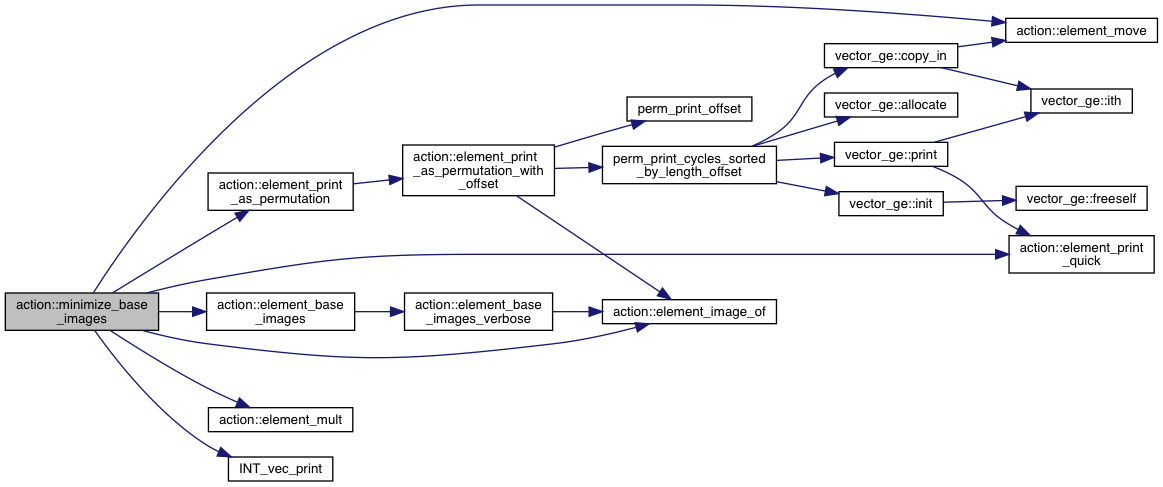 action::element_move
vector_ge::copy_in
vector_ge::ith
perm_print_offset
vector_ge::allocate
action::element_print
_as_permutation_with
_offset
perm_print_cycles_sorted
_by_length_offset
vector_ge::print
action::element_print
_as_permutation
vector_ge::init
vector_ge::freeself
action::element_print
_quick
action::minimize_base
_images
action::element_base
_images
action::element_base
_images_verbose
action::element_image_of
action::element_mult
INT_vec_print